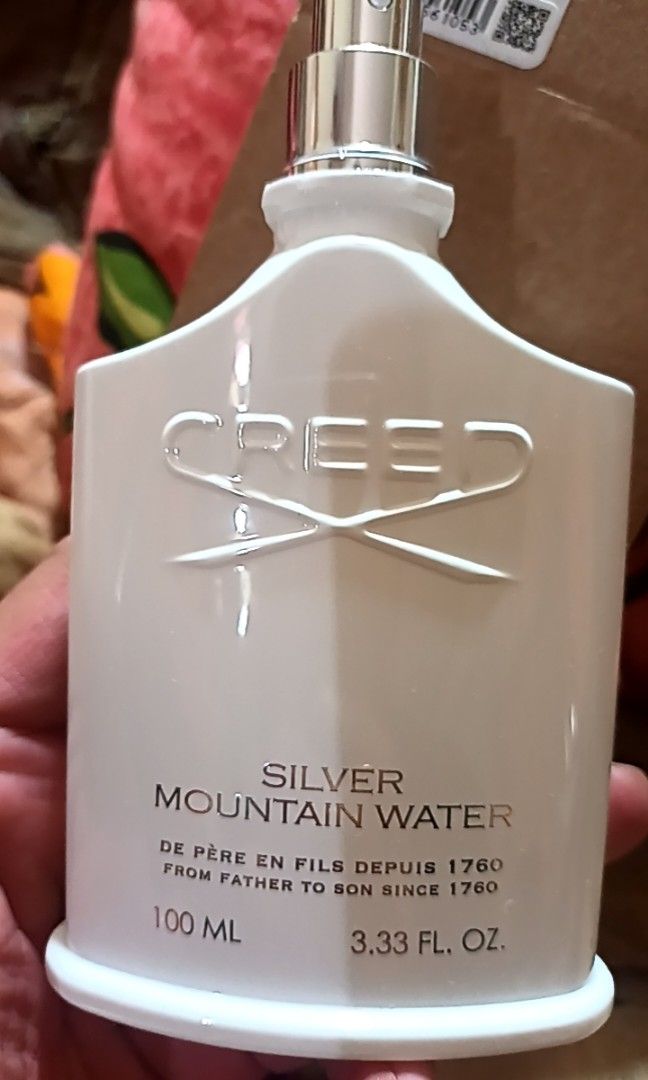 CREED
SILVER
MOUNTAIN WATER
DE PÈRE EN FILS DEPUIS 1760
FROM FATHER TO SON SINCE 1760
100 ML
3.33 FL. OZ.